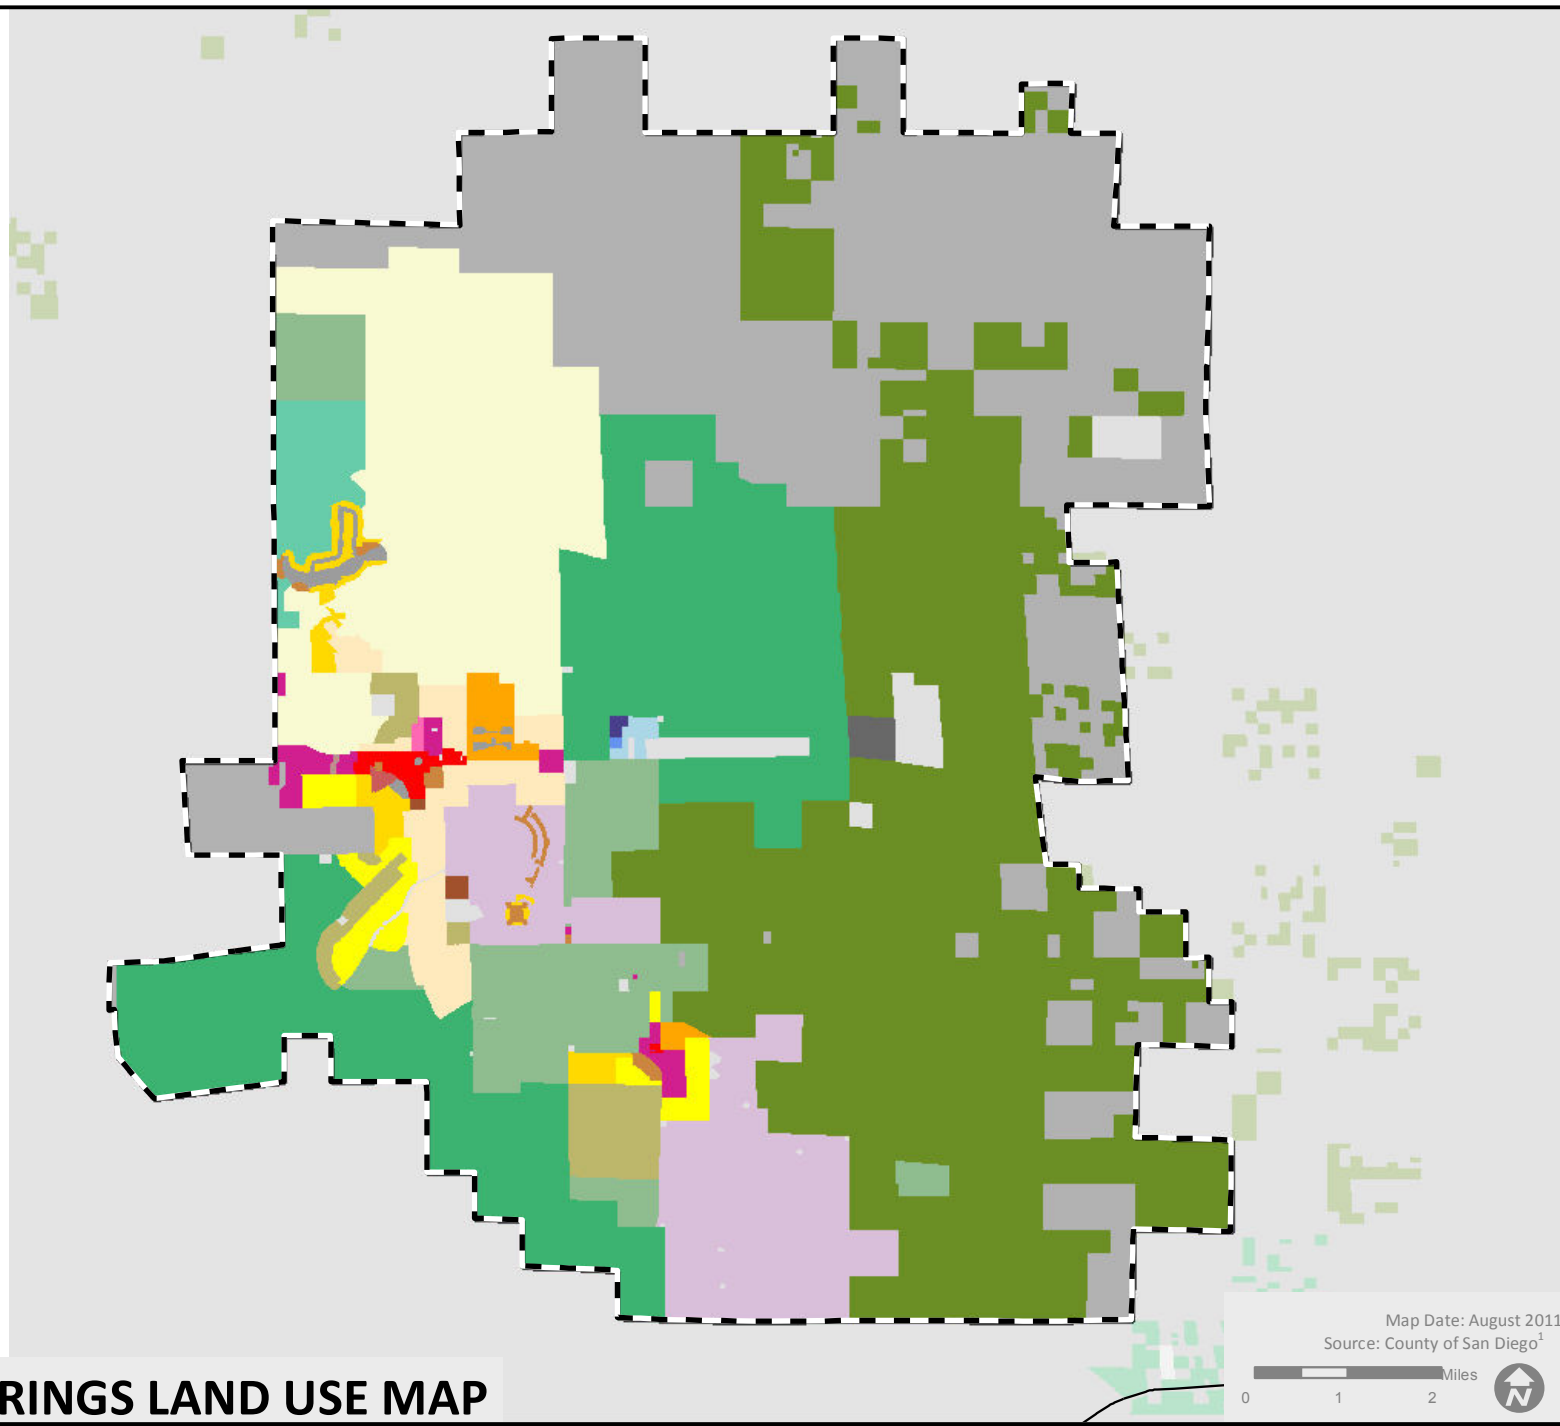 Map Date: August 2011
Source: County of San Diego1
Miles
0 1 2
N
RINGS LAND USE MAP